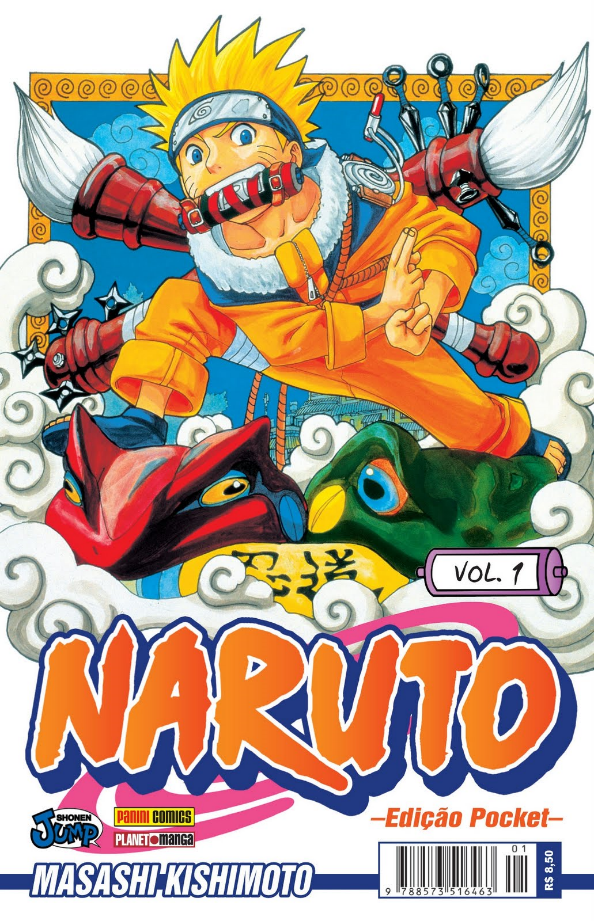 VOL. 1
NARUTO
–Edição Pocket–
SHONEN
JUMP
PANINI COMICS
PLANET MANGA
MASASHI KISHIMOTO
01
9 788573 516463
R$ 8,50